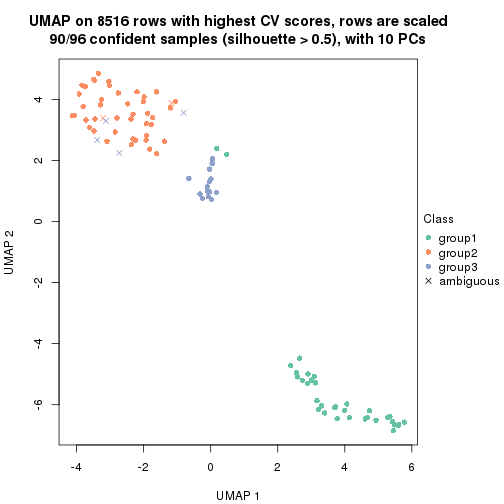 UMAP on 8516 rows with highest CV scores, rows are scaled
90/96 confident samples (silhouette > 0.5), with 10 PCs
4
2
0
-2
-4
-6
UMAP 2
-4
-2
0
2
4
6
UMAP 1
Class
group1
group2
group3
ambiguous